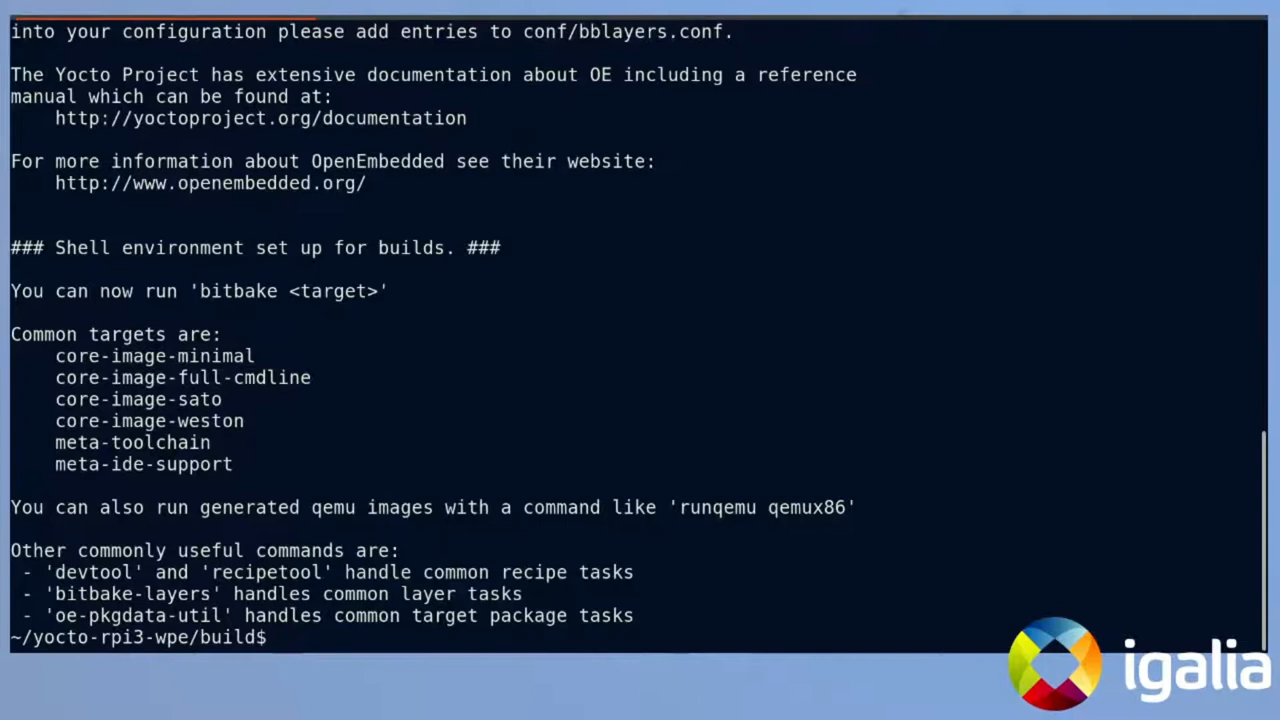 into your configuration please add entries to conf/bblayers.conf.
The Yocto Project has extensive documentation about OE including a reference
manual which can be found at:
http://yoctoproject.org/documentation
For more information about OpenEmbedded see their website:
http://www.openembedded.org/
### Shell environment set up for builds. ###
You can now run 'bitbake <target>'
Common targets are:
core-image-minimal
core-image-full-cmdline
core-image-sato
core-image-weston
meta-toolchain
meta-ide-support
You can also run generated qemu images with a command like 'runqemu qemux86'
Other commonly useful commands are:
- 'devtool' and 'recipetool' handle common recipe tasks
- 'bitbake-layers' handles common layer tasks
- 'oe-pkgdata-util' handles common target package tasks
~/yocto-rpi3-wpe/build$
igalia